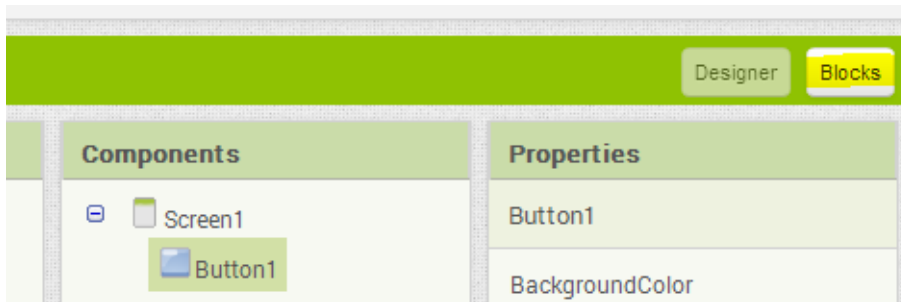 Designer Blocks
Components
Properties
Screen1
Button1
Button1
BackgroundColor